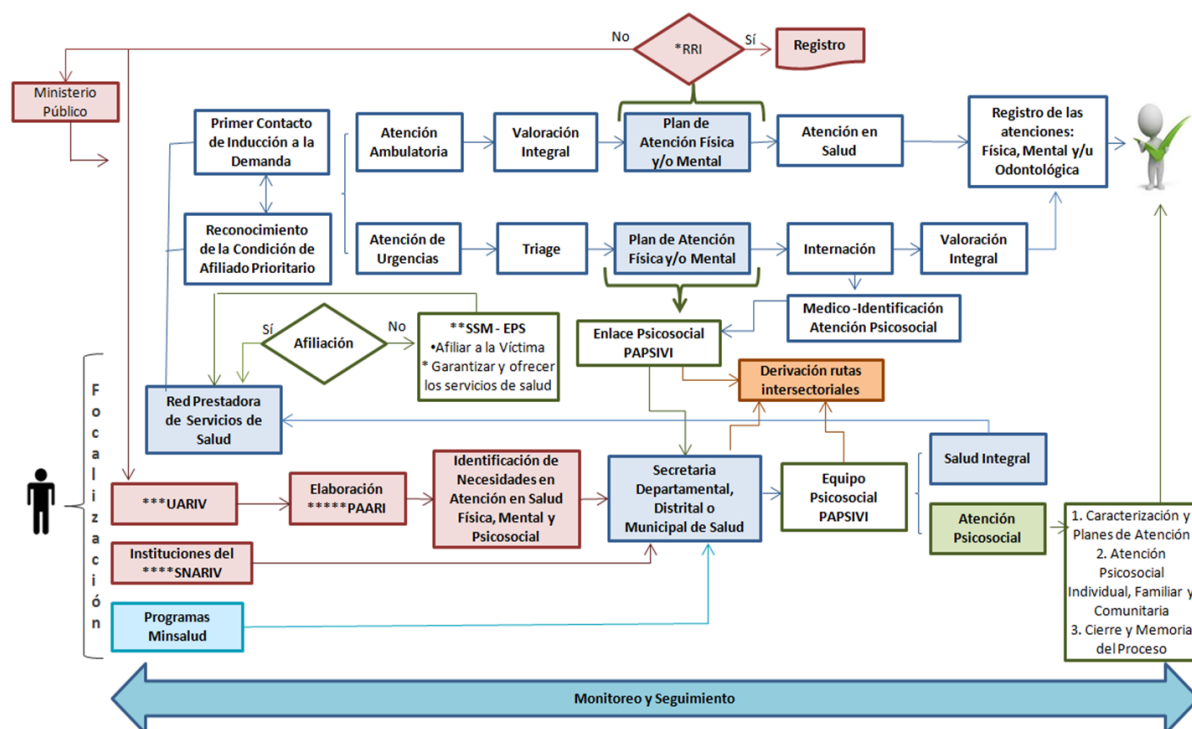 No
*RRI
Sí
Registro
Ministerio
Público
Primer Contacto
de Inducción a la
Demanda
Atención
Ambulatoria
Valoración
Integral
Plan de
Atención Física
y/o Mental
Atención en
Salud
Registro de las
atenciones:
Física, Mental y/u
Odontológica
Reconocimiento
de la Condición de
Afiliado Prioritario
Atención de
Urgencias
Triage
Plan de Atención
Física y/o Mental
Internación
Valoración
Integral
Medico -Identificación
Atención Psicosocial
Sí
Afiliación
No
**SSM - EPS
•Afiliar a la Víctima
* Garantizar y ofrecer
los servicios de salud
Enlace Psicosocial
PAPSIVI
Derivación rutas
intersectoriales
Focalización
Red Prestadora
de Servicios de
Salud
***UARIV
Elaboración
*****PAARI
Identificación de
Necesidades en
Atención en Salud
Física, Mental y
Psicosocial
Secretaria
Departamental,
Distrital o
Municipal de Salud
Equipo
Psicosocial
PAPSIVI
Salud Integral
Atención
Psicosocial
1. Caracterización y
Planes de Atención
2. Atención
Psicosocial
Individual, Familiar y
Comunitaria
3. Cierre y Memoria
del Proceso
Instituciones del
****SNARIV
Programas
Minsalud
Monitoreo y Seguimiento